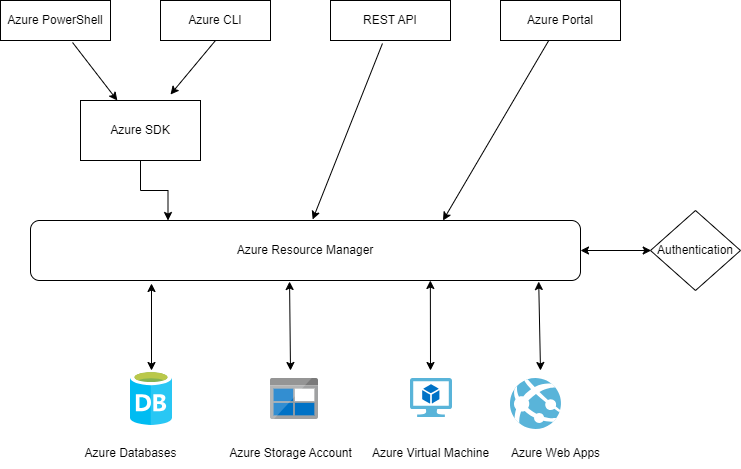 Azure PowerShell
Azure CLI
REST API
Azure Portal
Azure SDK
Azure Resource Manager
Authentication
DB
Azure Databases
Azure Storage Account
Azure Virtual Machine
Azure Web Apps